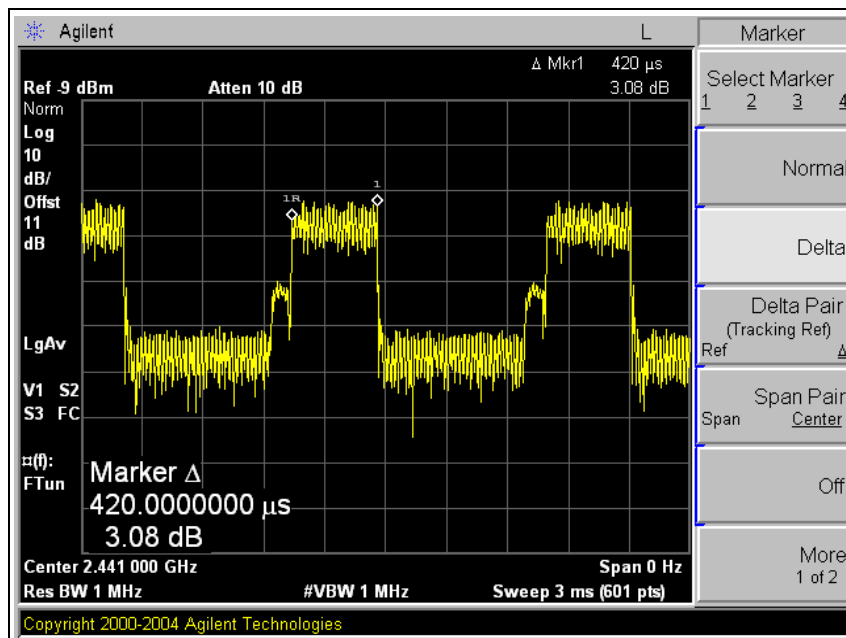 Agilent L Marker
Δ Mkr1 420 μs
Ref -9 dBm Atten 10 dB 3.08 dB
Norm
Log
10
dB/
Offst
11
dB
1R
1
LgAv
V1 S2
S3 FC
¤(f):
FTun
Marker Δ
420.0000000 μs
3.08 dB
Center 2.441 000 GHz Span 0 Hz
Res BW 1 MHz #VBW 1 MHz Sweep 3 ms (601 pts)
Copyright 2000-2004 Agilent Technologies
Select Marker
1 2 3 4
Normal
Delta
Delta Pair
(Tracking Ref)
Ref Δ
Span Pair
Span Center
Off
More
1 of 2